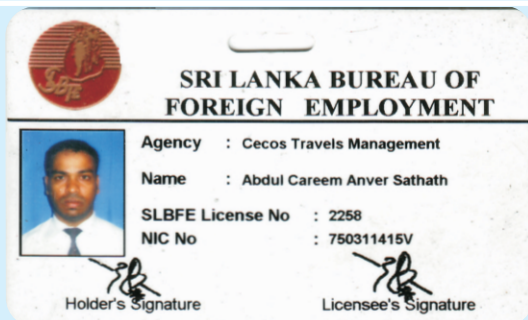 SLBFE
SRI LANKA BUREAU OF
FOREIGN EMPLOYMENT
Agency : Cecos Travels Management
Name : Abdul Careem Anver Sathath
SLBFE License No : 2258
NIC No : 750311415V
Holder's Signature
Licensee's Signature